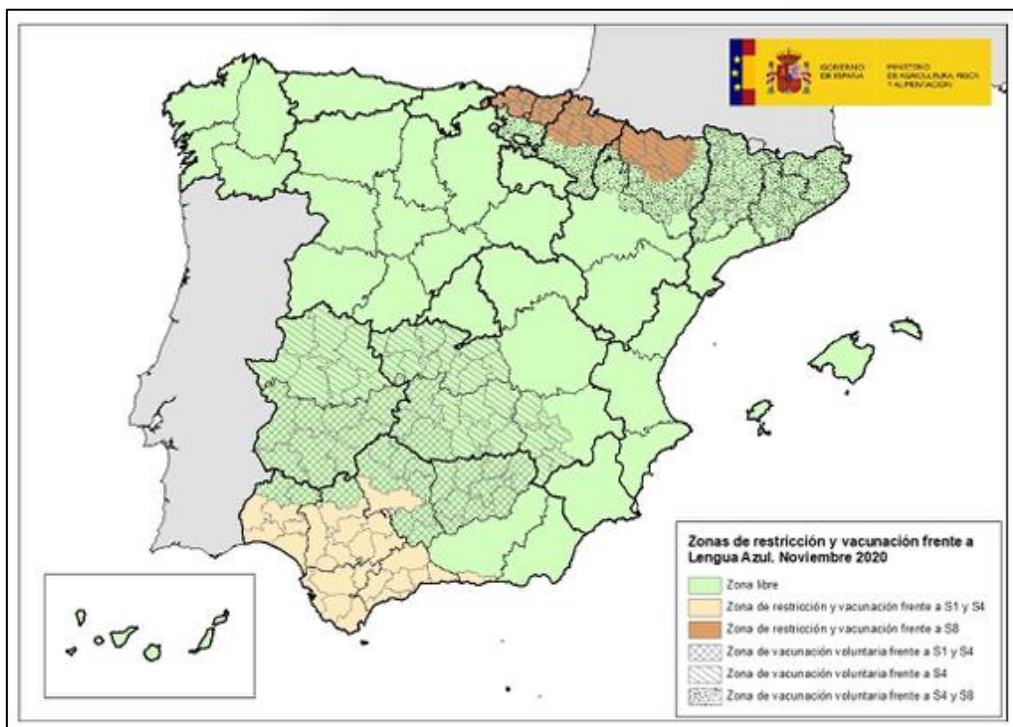 GOBIERNO
DE ESPAÑA
MINISTERIO
DE AGRICULTURA, PESCA
Y ALIMENTACIÓN
Zonas de restricción y vacunación frente a
Lengua Azul. Noviembre 2020
Zona libre
Zona de restricción y vacunación frente a S1 y S4
Zona de restricción y vacunación frente a S8
Zona de vacunación voluntaria frente a S1 y S4
Zona de vacunación voluntaria frente a S4
Zona de vacunación voluntaria frente a S4 y S8